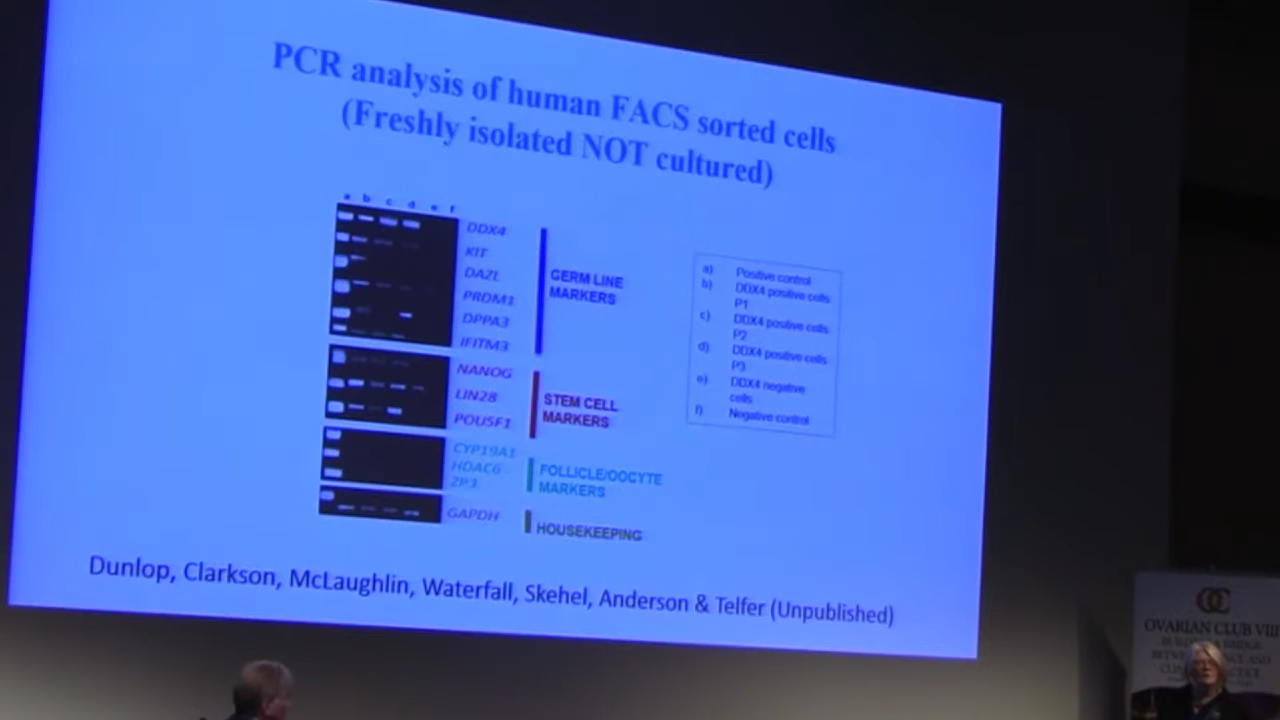 PCR analysis of human FACS sorted cells
(Freshly isolated NOT cultured)
a b c d e f
DDX4
KIT
DAZL
PRDM1
DPPA3
IFITM3
GERM LINE
MARKERS
NANOG
LIN28
POU5F1
STEM CELL
MARKERS
CYP19A1
HDAC6
ZP3
FOLLICLE/OOCYTE
MARKERS
GAPDH
HOUSEKEEPING
a) Positive control
b) DDX4 positive cells
P1
c) DDX4 positive cells
P2
d) DDX4 positive cells
P3
e) DDX4 negative
cells
f) Negative control
Dunlop, Clarkson, McLaughlin, Waterfall, Skehel, Anderson & Telfer (Unpublished)
OVARIAN CLUB VIII